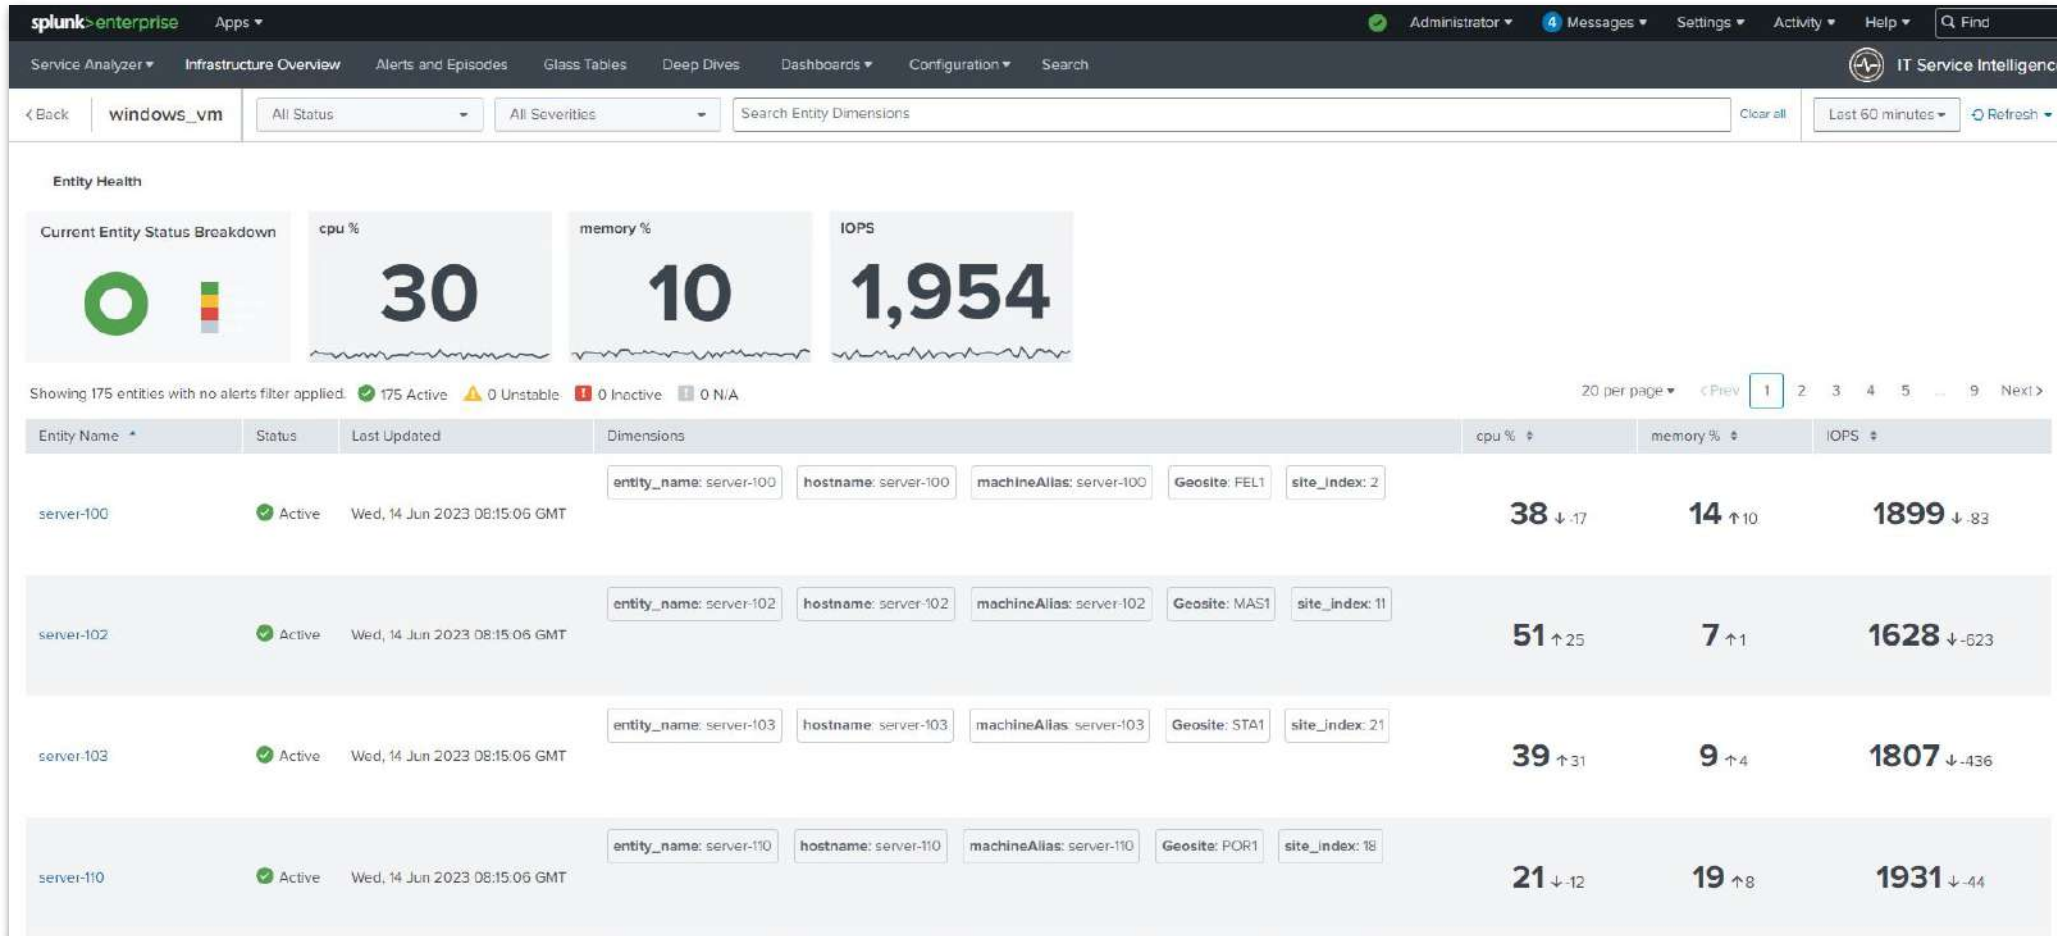 splunk>enterprise Apps Administrator 4 Messages Settings Activity Help Find
Service Analyzer Infrastructure Overview Alerts and Episodes Glass Tables Deep Dives Dashboards Configuration Search IT Service Intelligenc
< Back windows_vm All Status All Severities Search Entity Dimensions Clear all Last 60 minutes Refresh
Entity Health
Current Entity Status Breakdown cpu % memory % IOPS
30 10 1,954
Showing 175 entities with no alerts filter applied. 175 Active 0 Unstable 0 Inactive 0 N/A 20 per page < Prev 1 2 3 4 5 ... 9 Next >
Entity Name Status Last Updated Dimensions cpu % memory % IOPS
entity_name: server-100 hostname: server-100 machineAlias: server-100 Geosite: FEL1 site_index: 2
server-100 Active Wed, 14 Jun 2023 08:15:06 GMT 38 ↓ -17 14 ↑ 10 1899 ↓ -83
entity_name: server-102 hostname: server-102 machineAlias: server-102 Geosite: MAS1 site_index: 11
server-102 Active Wed, 14 Jun 2023 08:15:06 GMT 51 ↑ 25 7 ↑ 1 1628 ↓ -623
entity_name: server-103 hostname: server-103 machineAlias: server-103 Geosite: STA1 site_index: 21
server-103 Active Wed, 14 Jun 2023 08:15:06 GMT 39 ↑ 31 9 ↑ 4 1807 ↓ -436
entity_name: server-110 hostname: server-110 machineAlias: server-110 Geosite: POR1 site_index: 18
server-110 Active Wed, 14 Jun 2023 08:15:06 GMT 21 ↓ -12 19 ↑ 8 1931 ↓ -44